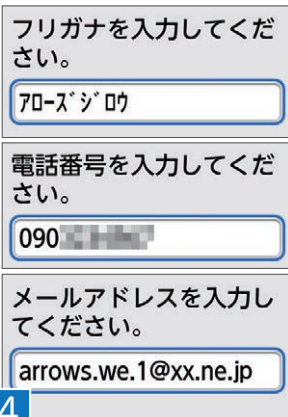 フリガナを入力してくだ
さい。
ｱﾛｰｽﾞｼﾞﾛｳ
電話番号を入力してくだ
さい。
090
メールアドレスを入力し
てください。
arrows.we.1@xx.ne.jp
4